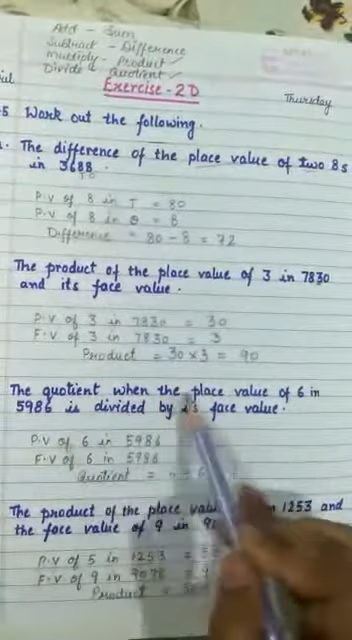 Add - Sum
Subtract - Difference
Multiply - Product ✓
Divide - Quotient ✓
Exercise - 2D
Thursday
5 Work out the following.
The difference of the place value of two 8s
in 3688.
P.V of 8 in T = 80
P.V of 8 in O = 8
Difference = 80 - 8 = 72
The product of the place value of 3 in 7830
and its face value.
P.V of 3 in 7830 = 30
F.V of 3 in 7830 = 3
Product = 30 × 3 = 90
The quotient when the place value of 6 in
5986 is divided by its face value.
P.V of 6 in 5986
F.V of 6 in 5986
Quotient =
The product of the place 1253 and
the face value of 9 in
P.V of 5 in 1253 =
F.V of 9 in =
Product =